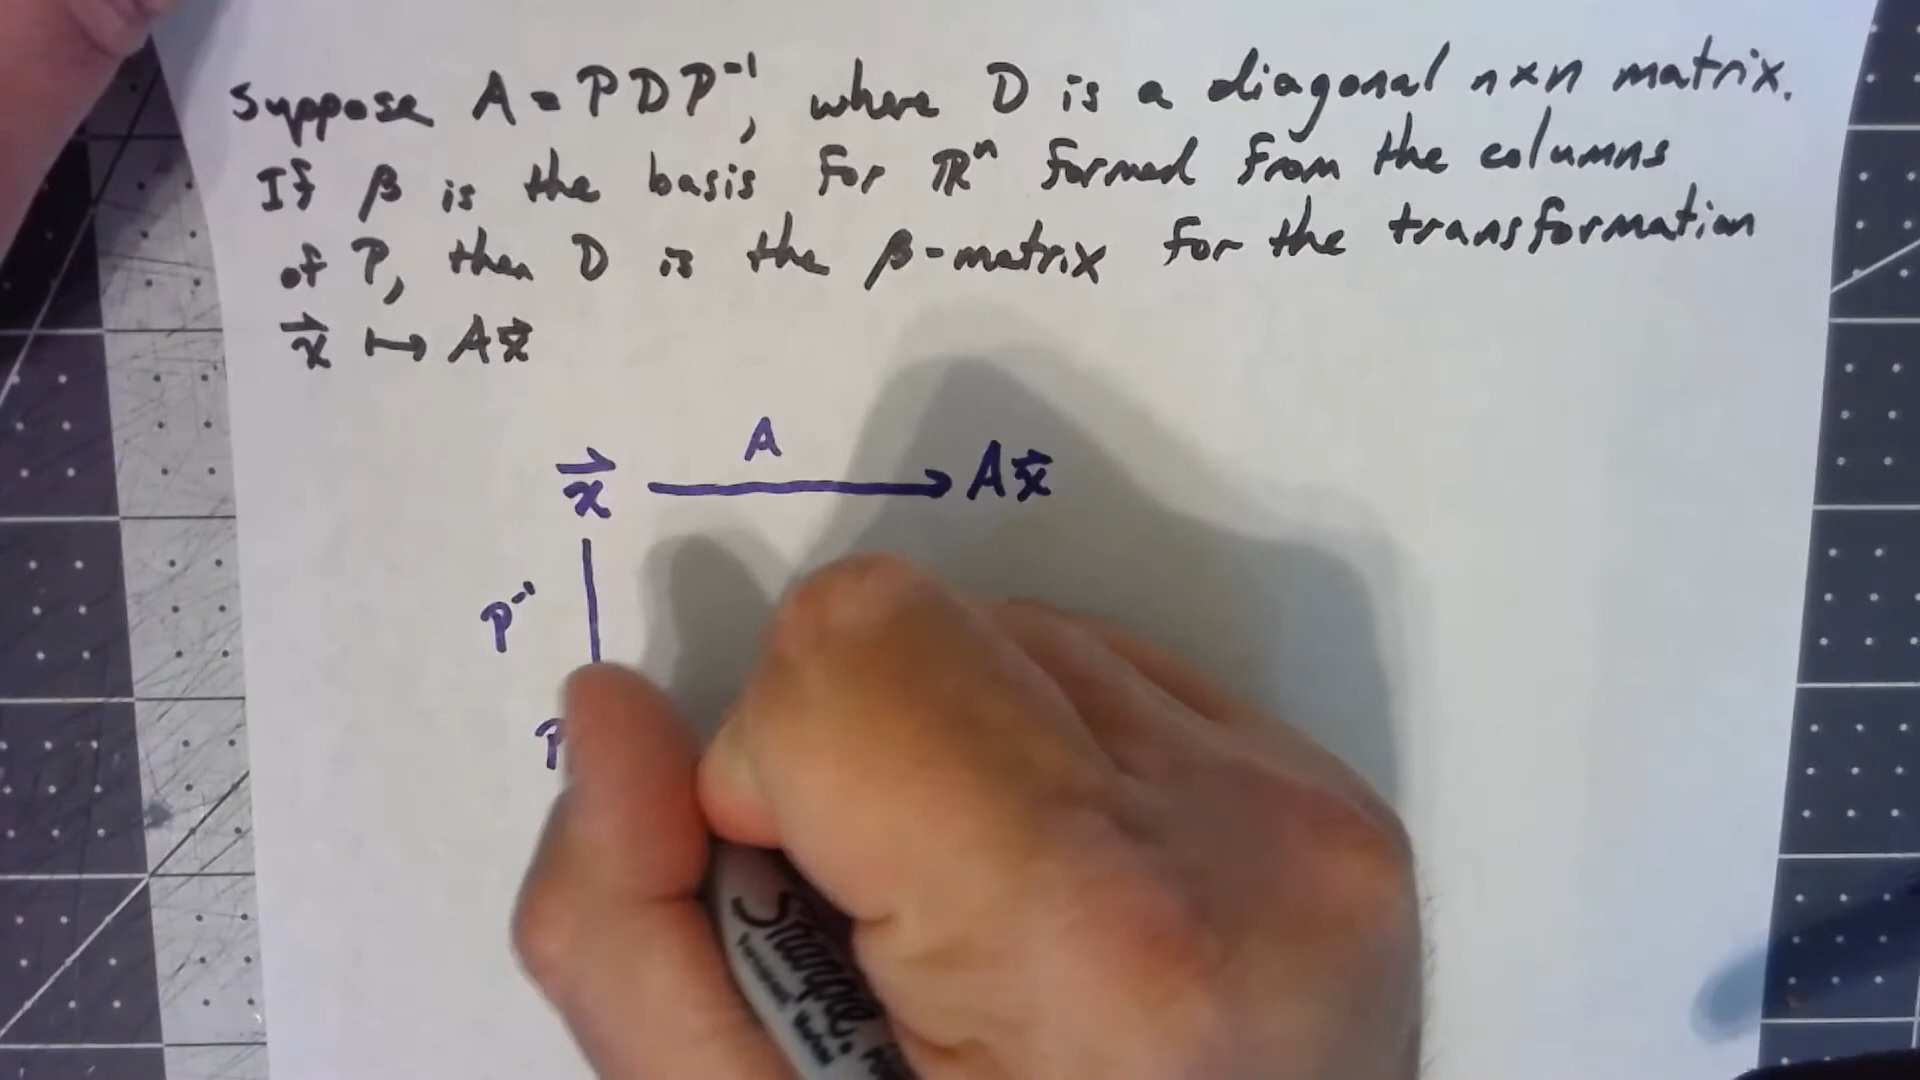 Suppose A = PDP⁻¹, where D is a diagonal n×n matrix.
If β is the basis for ℝⁿ formed from the columns
of P, then D is the β-matrix for the transformation
x⃗ ↦ Ax⃗
A
x⃗ → Ax⃗
P⁻¹
P
Sharpie